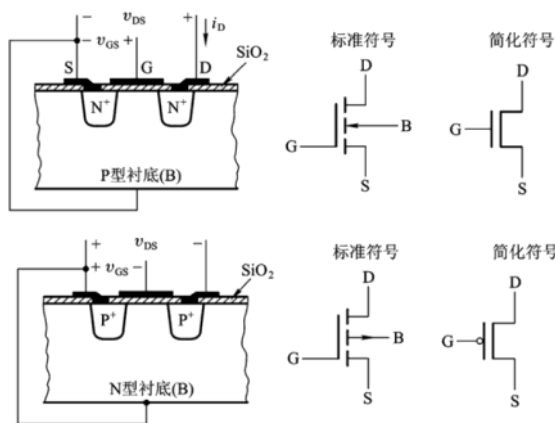 − v_DS + i_D
− v_GS +
S G D SiO₂
N⁺ N⁺
P型衬底(B)
标准符号
D
B
G
S
简化符号
D
G
S
+ v_DS −
+ v_GS −
SiO₂
P⁺ P⁺
N型衬底(B)
标准符号
D
B
G
S
简化符号
D
G
S